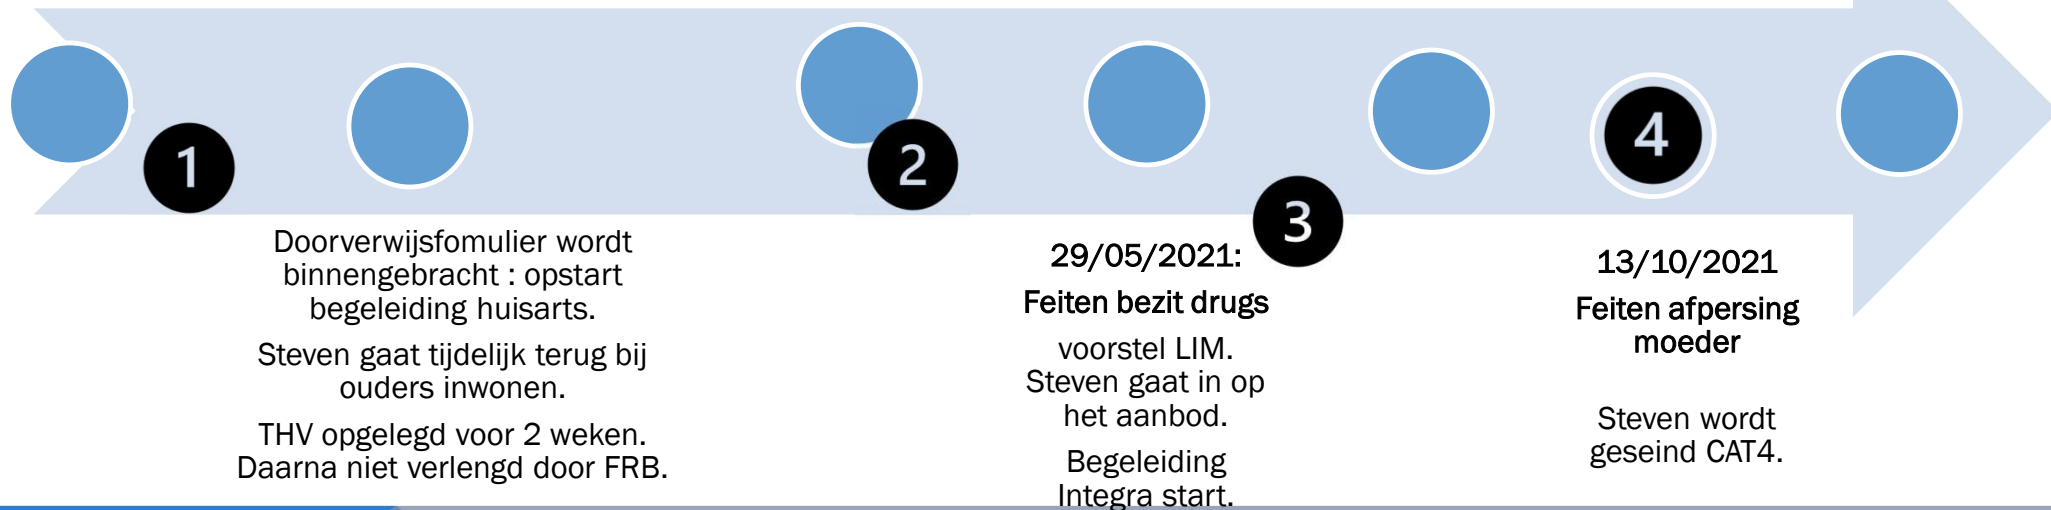 1
2
3
4
Doorverwijsfomulier wordt
binnengebracht : opstart
begeleiding huisarts.
Steven gaat tijdelijk terug bij
ouders inwonen.
THV opgelegd voor 2 weken.
Daarna niet verlengd door FRB.
29/05/2021:
Feiten bezit drugs
voorstel LIM.
Steven gaat in op
het aanbod.
Begeleiding
Integra start.
13/10/2021
Feiten afpersing
moeder
Steven wordt
geseind CAT4.